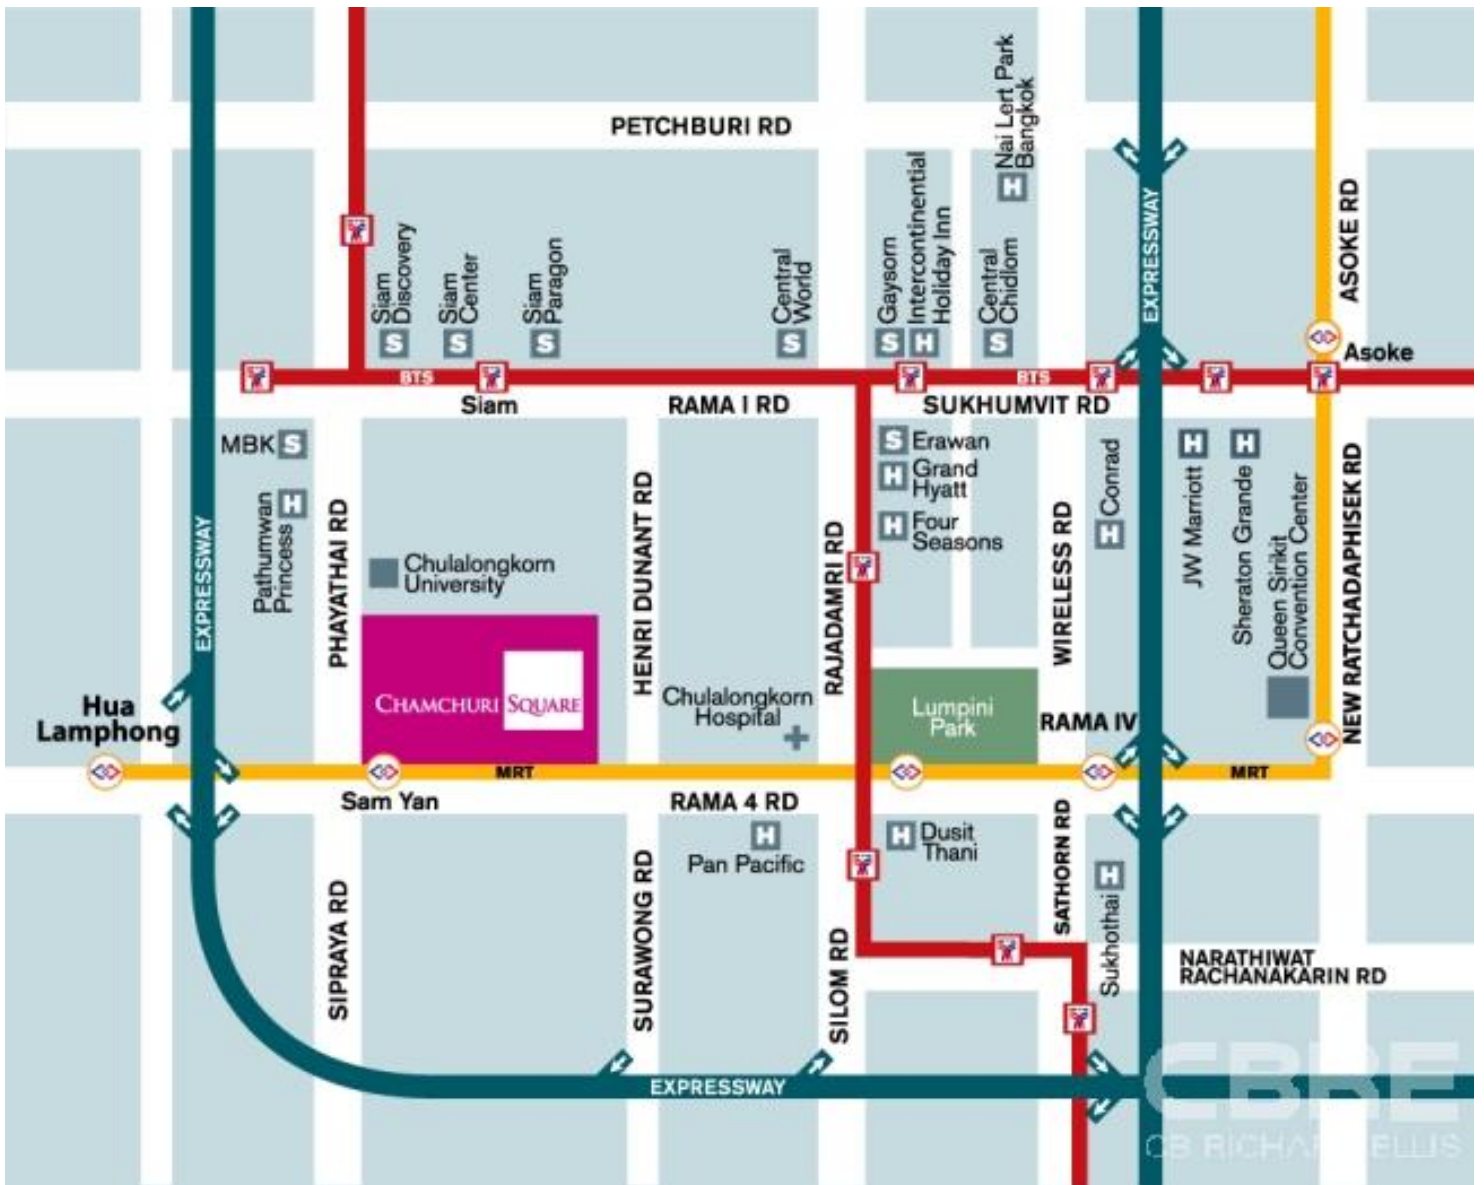 PETCHBURI RD
Nai Lert Park
Bangkok
EXPRESSWAY
ASOKE RD
Siam
Discovery
S
Siam
Center
S
Siam
Paragon
S
Central
World
S
Gaysorn
S
Intercontinental
Holiday Inn
H
Central
Chidlom
S
H
Asoke
BTS
BTS
Siam
RAMA I RD
SUKHUMVIT RD
MBK S
S Erawan
H Grand
Hyatt
H Four
Seasons
Pathumwan
Princess
H
PHAYATHAI RD
Chulalongkorn
University
HENRI DUNANT RD
RAJADAMRI RD
WIRELESS RD
Conrad
H
H
JW Marriott
H
Sheraton Grande
Queen Sirikit
Convention Center
NEW RATCHADAPHISEK RD
EXPRESSWAY
CHAMCHURI SQUARE
Chulalongkorn
Hospital
Lumpini
Park
RAMA IV
Hua
Lamphong
MRT
MRT
Sam Yan
RAMA 4 RD
H
Pan Pacific
H Dusit
Thani
SATHORN RD
H
Sukhothai
SIPRAYA RD
SURAWONG RD
SILOM RD
NARATHIWAT
RACHANAKARIN RD
EXPRESSWAY
CBRE
CB RICHARD ELLIS